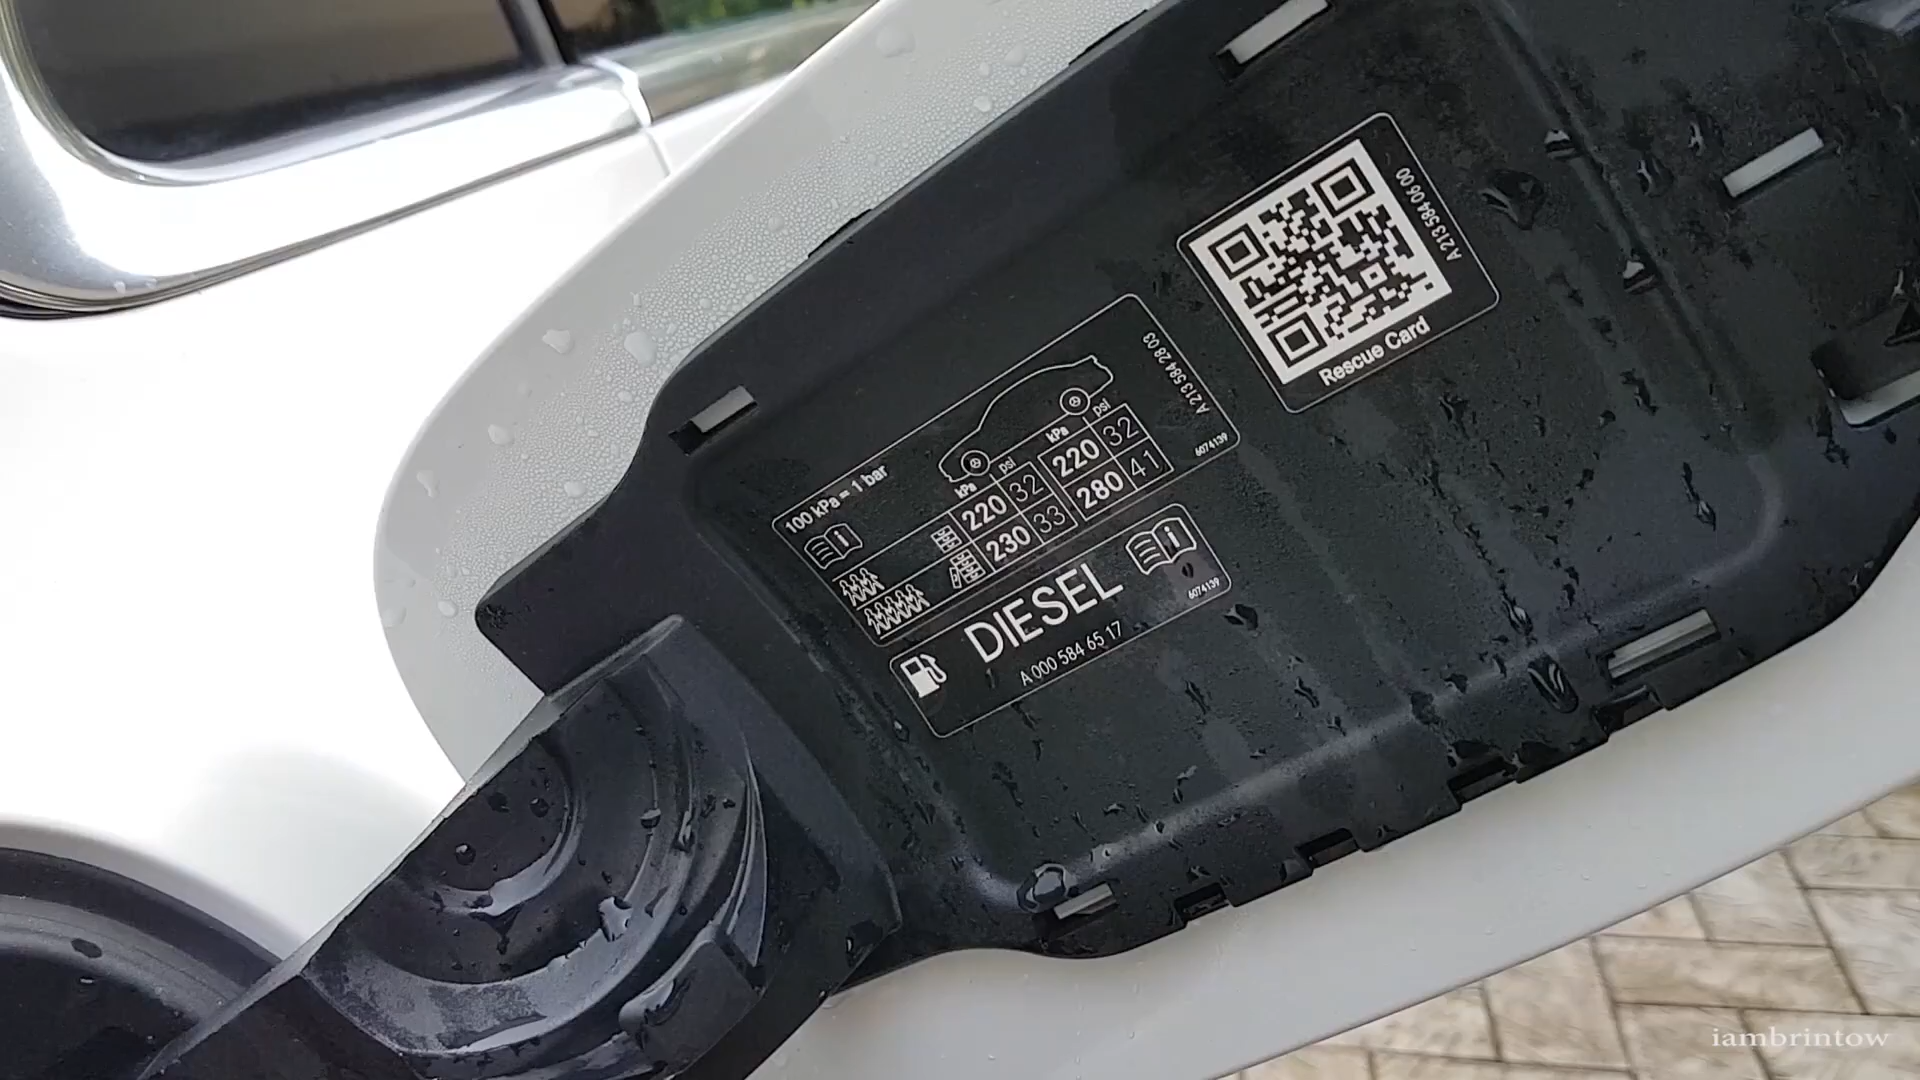 100 kPa = 1 bar
kPa psi kPa psi
220 32 220 32
230 33 280 41
A 213 584 28 03
6074139
DIESEL
A 000 584 65 17
6074139
Rescue Card
A 213 584 06 00
iambrintow